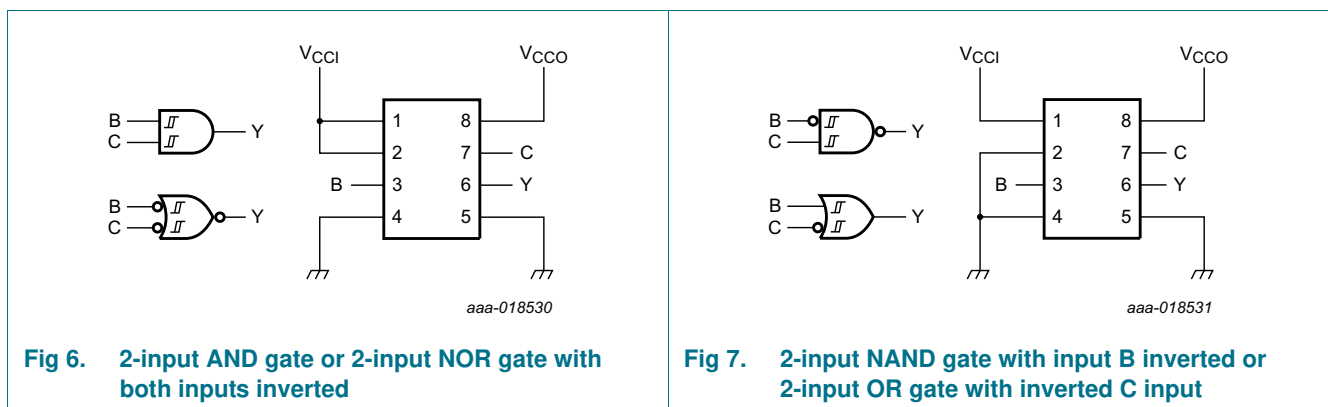 VCCI
VCCO
B
C
Y
B
C
Y
1
2
3
4
8
7
6
5
B
C
Y
aaa-018530
Fig 6. 2-input AND gate or 2-input NOR gate with
both inputs inverted
VCCI
VCCO
B
C
Y
B
C
Y
1
2
3
4
8
7
6
5
B
C
Y
aaa-018531
Fig 7. 2-input NAND gate with input B inverted or
2-input OR gate with inverted C input